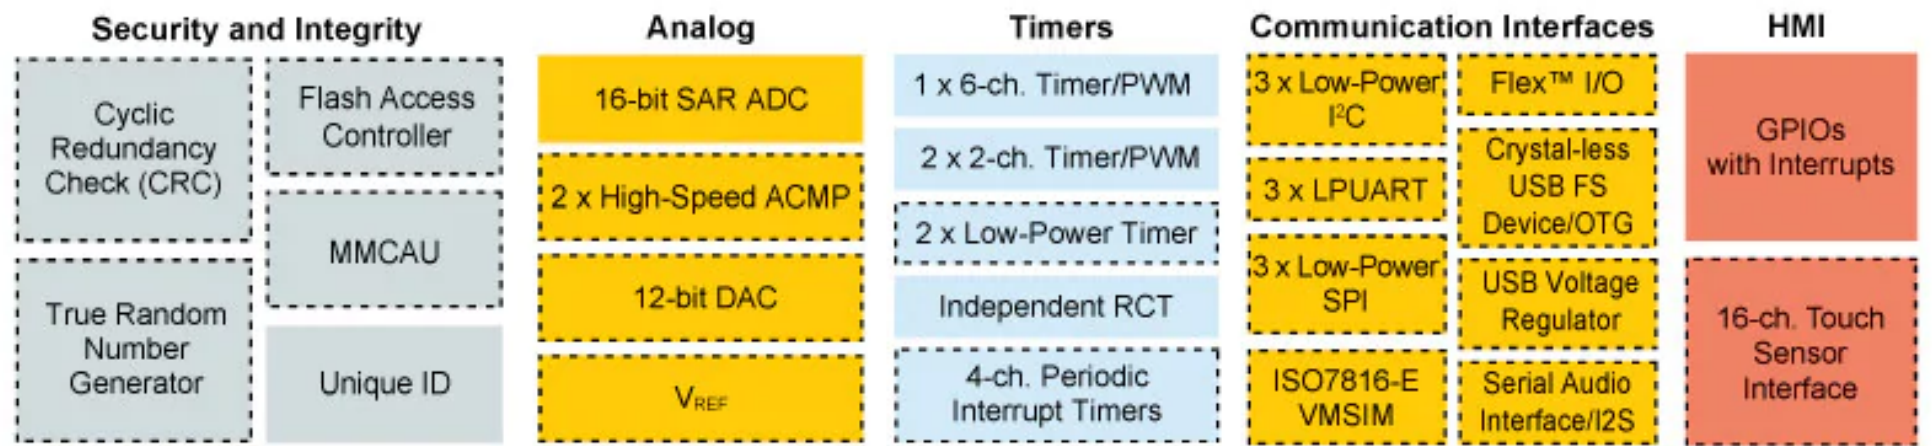 Security and Integrity
Cyclic
Redundancy
Check (CRC)
True Random
Number
Generator
Flash Access
Controller
MMCAU
Unique ID
Analog
16-bit SAR ADC
2 x High-Speed ACMP
12-bit DAC
VREF
Timers
1 x 6-ch. Timer/PWM
2 x 2-ch. Timer/PWM
2 x Low-Power Timer
Independent RCT
4-ch. Periodic
Interrupt Timers
Communication Interfaces
3 x Low-Power
I²C
3 x LPUART
3 x Low-Power
SPI
ISO7816-E
VMSIM
Flex™ I/O
Crystal-less
USB FS
Device/OTG
USB Voltage
Regulator
Serial Audio
Interface/I2S
HMI
GPIOs
with Interrupts
16-ch. Touch
Sensor
Interface